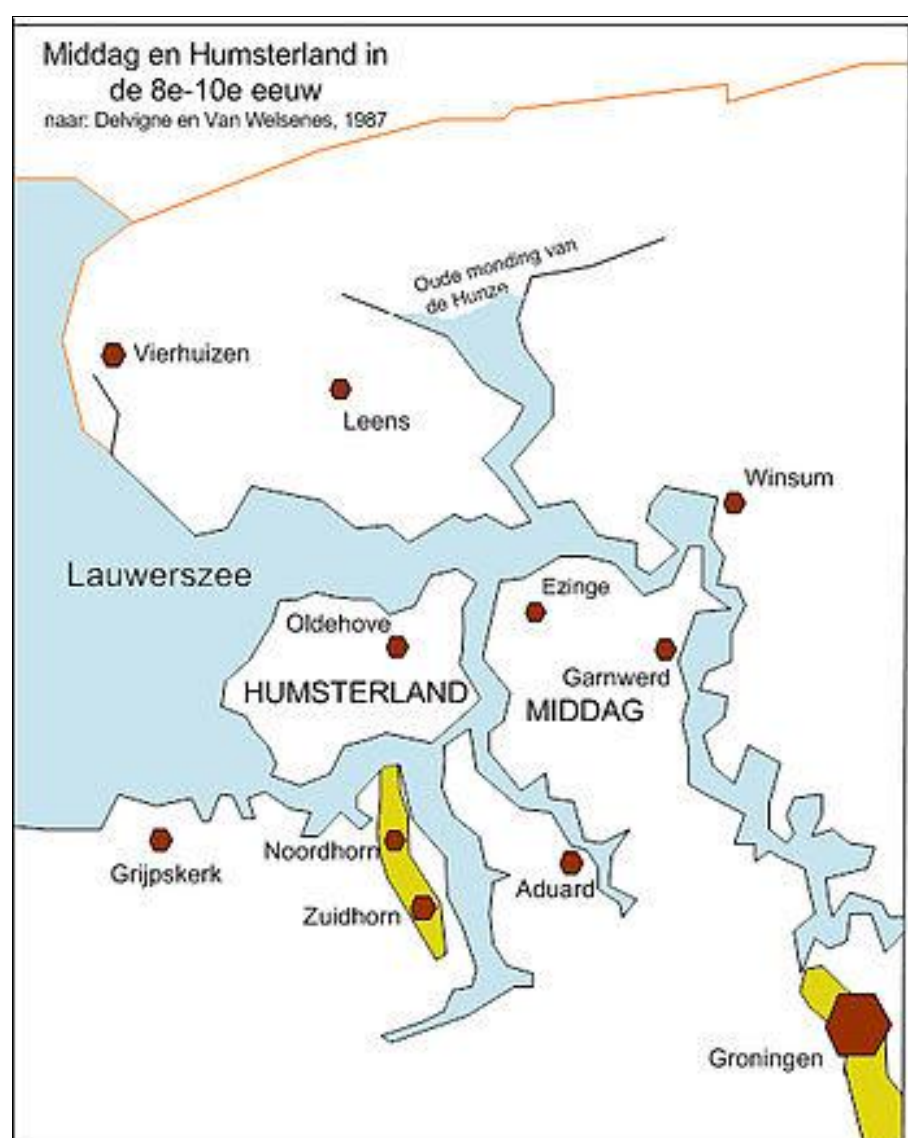 Middag en Humsterland in
de 8e-10e eeuw
naar: Delvigne en Van Welsenes, 1987
Oude monding van
de Hunze
Vierhuizen
Leens
Winsum
Lauwerszee
Ezinge
Oldehove
Garnwerd
HUMSTERLAND
MIDDAG
Noordhorn
Grijpskerk
Aduard
Zuidhorn
Groningen